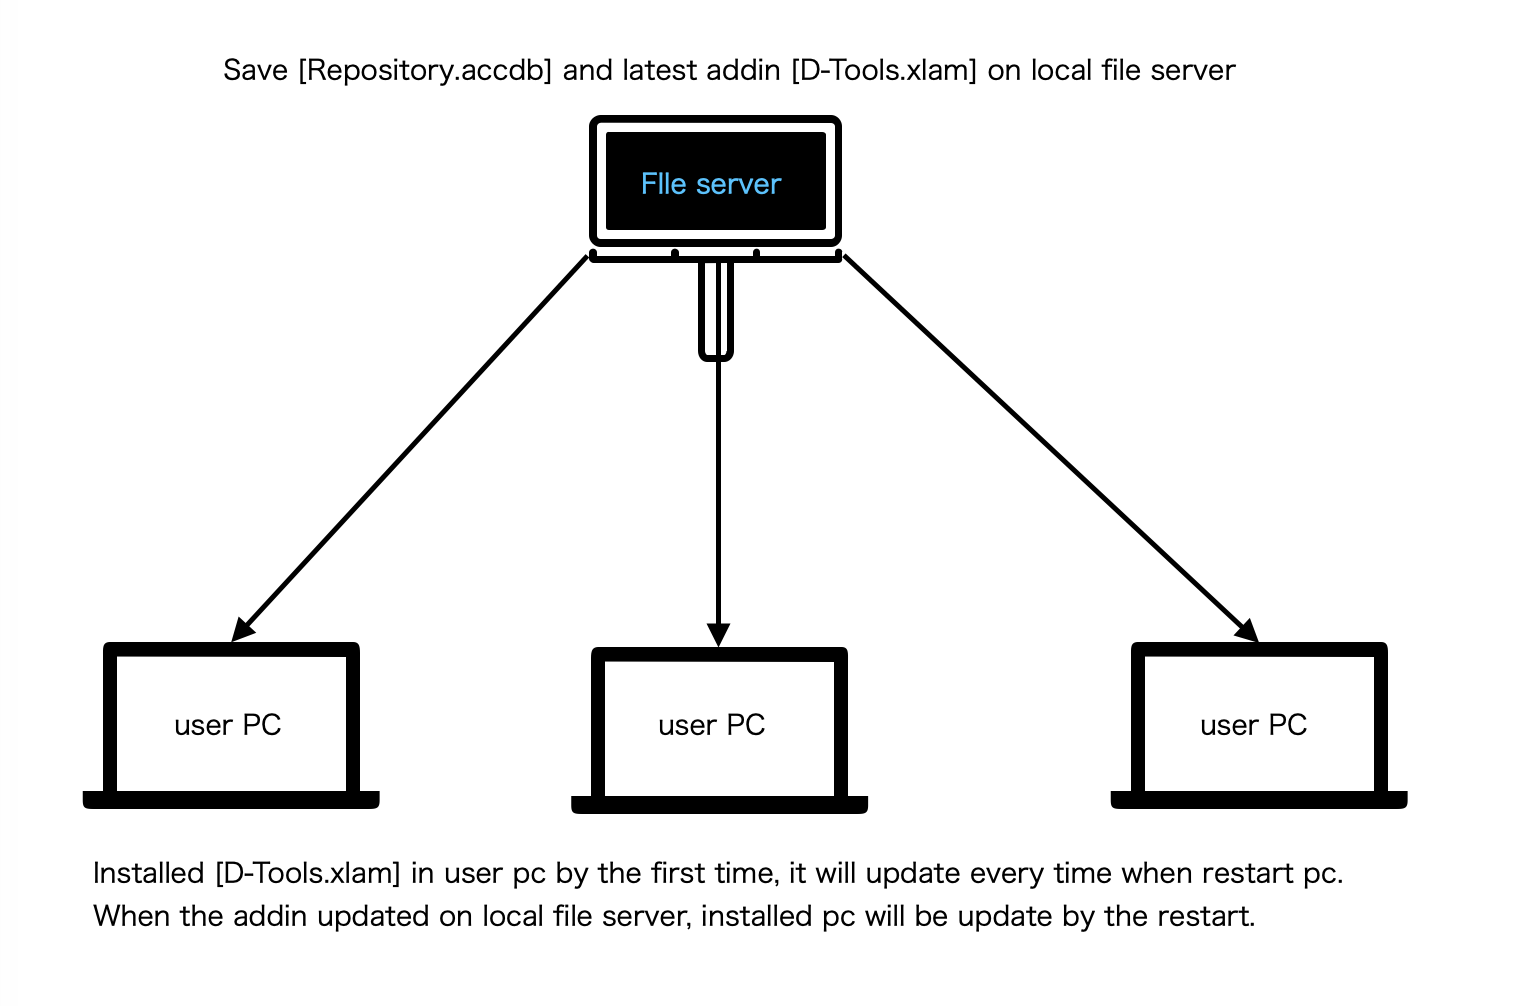 Save [Repository.accdb] and latest addin [D-Tools.xlam] on local file server
FIle server
user PC
user PC
user PC
Installed [D-Tools.xlam] in user pc by the first time, it will update every time when restart pc.
When the addin updated on local file server, installed pc will be update by the restart.